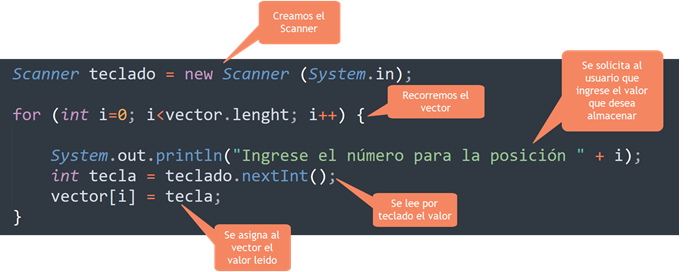 Creamos el
Scanner
Scanner teclado = new Scanner (System.in);
Recorremos el
vector
for (int i=0; i<vector.lenght; i++) {
Se solicita al
usuario que
ingrese el valor
que desea
almacenar
System.out.println("Ingrese el número para la posición " + i);
int tecla = teclado.nextInt();
vector[i] = tecla;
Se lee por
teclado el valor
}
Se asigna al
vector el
valor leído